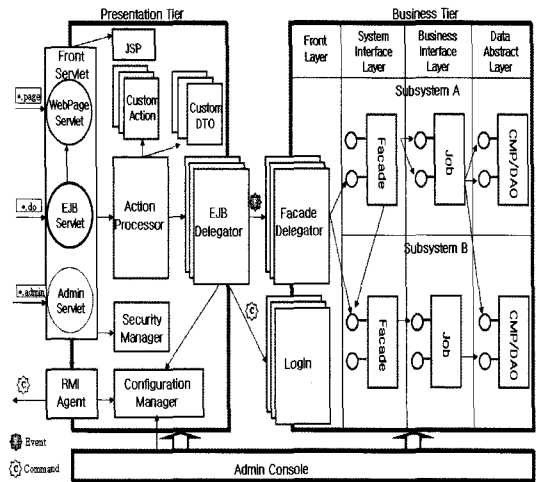 Presentation Tier
Business Tier
JSP
Front
Servlet
*.page
WebPage
Servlet
Custom
Action
Custom
DTO
*.do
EJB
Servlet
Action
Processor
EJB
Delegator
E
*.admin
Admin
Servlet
Security
Manager
C
RMI
Agent
Configuration
Manager
C
Front
Layer
System
Interface
Layer
Business
Interface
Layer
Data
Abstract
Layer
Subsystem A
Facade
Job
CMP/DAO
Facade
Delegator
Subsystem B
Login
Facade
Job
CMP/DAO
E Event
C Command
Admin Console